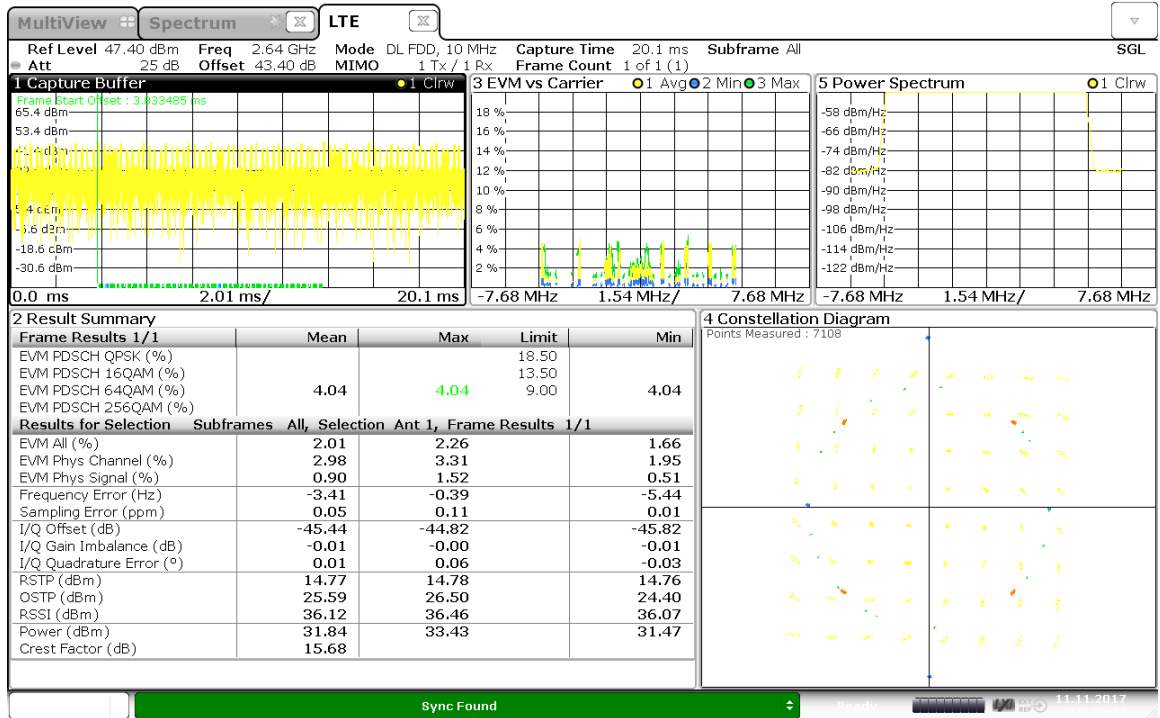 MultiView Spectrum LTE
Ref Level 47.40 dBm Freq 2.64 GHz Mode DL FDD, 10 MHz Capture Time 20.1 ms Subframe All SGL
Att 25 dB Offset 43.40 dB MIMO 1 Tx / 1 Rx Frame Count 1 of 1 (1)
1 Capture Buffer 1 Clrw
Frame Start Offset : 3.833485 ms
65.4 dBm
53.4 dBm
-6.6 dBm
-18.6 dBm
-30.6 dBm
0.0 ms 2.01 ms/ 20.1 ms
3 EVM vs Carrier 1 Avg 2 Min 3 Max
18 %
16 %
14 %
12 %
10 %
8 %
6 %
4 %
2 %
-7.68 MHz 1.54 MHz/ 7.68 MHz
5 Power Spectrum 1 Clrw
-58 dBm/Hz
-66 dBm/Hz
-74 dBm/Hz
-82 dBm/Hz
-90 dBm/Hz
-98 dBm/Hz
-106 dBm/Hz
-114 dBm/Hz
-122 dBm/Hz
-7.68 MHz 1.54 MHz/ 7.68 MHz
2 Result Summary
Frame Results 1/1 Mean Max Limit Min
EVM PDSCH QPSK (%) 18.50
EVM PDSCH 16QAM (%) 13.50
EVM PDSCH 64QAM (%) 4.04 4.04 9.00 4.04
EVM PDSCH 256QAM (%)
Results for Selection Subframes All, Selection Ant 1, Frame Results 1/1
EVM All (%) 2.01 2.26 1.66
EVM Phys Channel (%) 2.98 3.31 1.95
EVM Phys Signal (%) 0.90 1.52 0.51
Frequency Error (Hz) -3.41 -0.39 -5.44
Sampling Error (ppm) 0.05 0.11 0.01
I/Q Offset (dB) -45.44 -44.82 -45.82
I/Q Gain Imbalance (dB) -0.01 -0.00 -0.01
I/Q Quadrature Error (º) 0.01 0.06 -0.03
RSTP (dBm) 14.77 14.78 14.76
OSTP (dBm) 25.59 26.50 24.40
RSSI (dBm) 36.12 36.46 36.07
Power (dBm) 31.84 33.43 31.47
Crest Factor (dB) 15.68
4 Constellation Diagram
Points Measured : 7108
Sync Found
Ready
LXI
11.11.2017